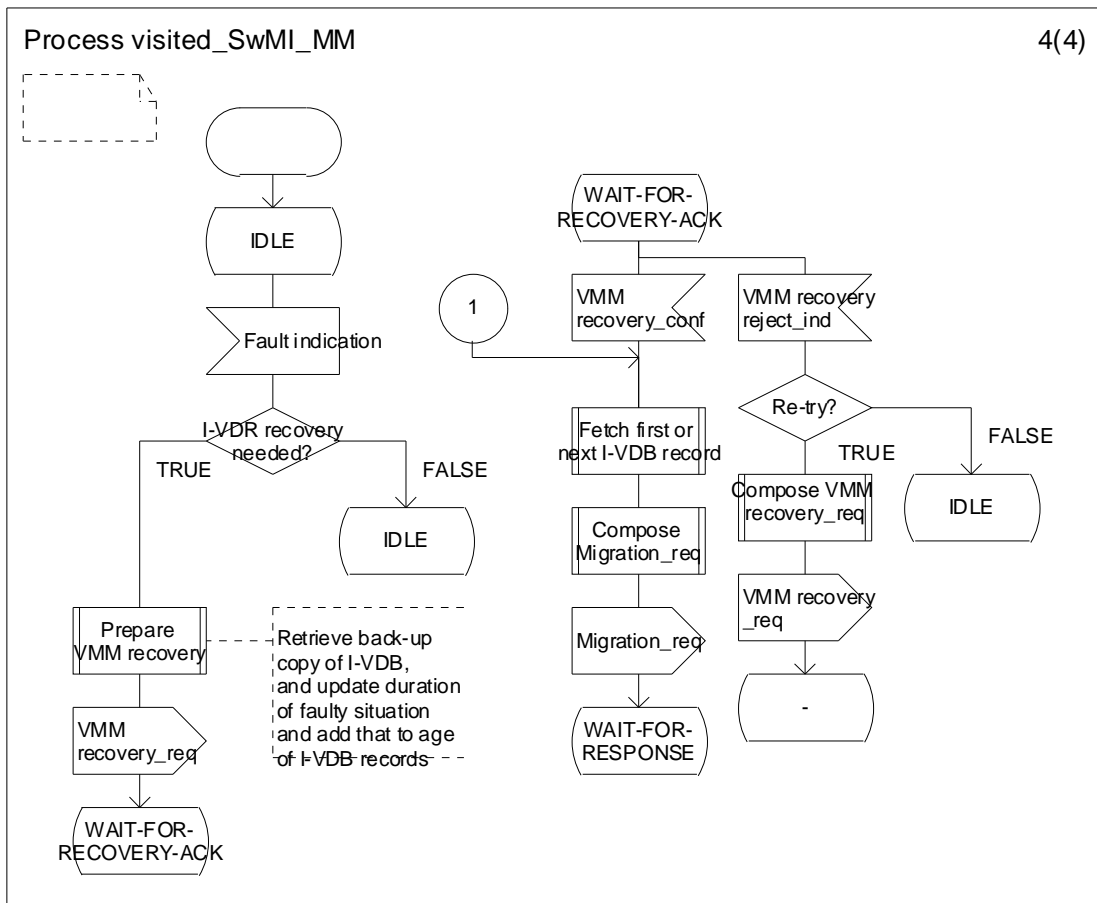 Process visited_SwMI_MM
4(4)
IDLE
Fault indication
I-VDR recovery
needed?
TRUE
FALSE
IDLE
Prepare
VMM recovery
Retrieve back-up
copy of I-VDB,
and update duration
of faulty situation
and add that to age
of I-VDB records
VMM
recovery_req
WAIT-FOR-
RECOVERY-ACK
WAIT-FOR-
RECOVERY-ACK
1
VMM
recovery_conf
Fetch first or
next I-VDB record
Compose
Migration_req
Migration_req
WAIT-FOR-
RESPONSE
VMM recovery
reject_ind
Re-try?
TRUE
FALSE
Compose VMM
recovery_req
IDLE
VMM recovery
_req
-